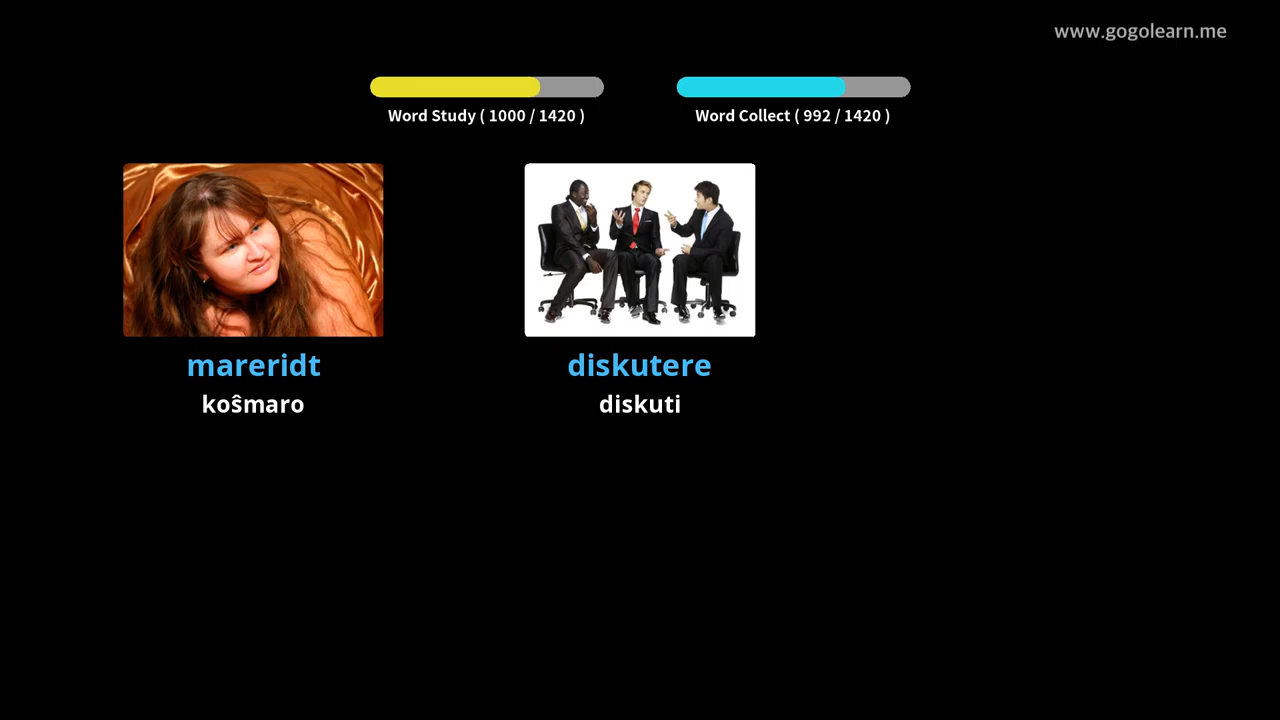 www.gogolearn.me
Word Study ( 1000 / 1420 )
Word Collect ( 992 / 1420 )
mareridt
koŝmaro
diskutere
diskuti